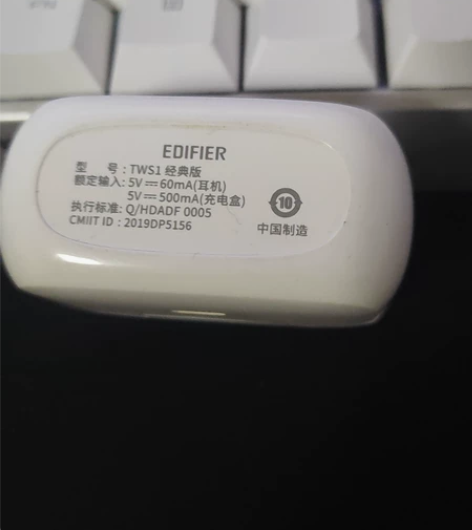 EDIFIER
型 号 : TWS1 经典版
额定输入: 5V⎓60mA(耳机)
5V⎓500mA(充电盒)
执行标准: Q/HDADF 0005
CMIIT ID : 2019DP5156
10
中国制造